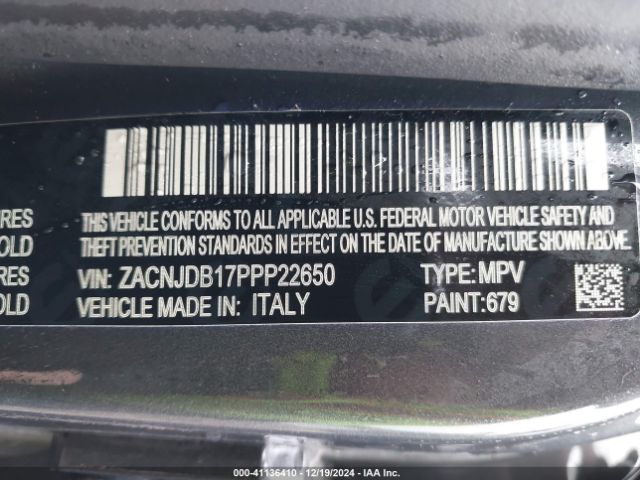 THIS VEHICLE CONFORMS TO ALL APPLICABLE U.S. FEDERAL MOTOR VEHICLE SAFETY AND
THEFT PREVENTION STANDARDS IN EFFECT ON THE DATE OF MANUFACTURE SHOWN ABOVE.
VIN: ZACNJDB17PPP22650 TYPE: MPV
VEHICLE MADE IN: ITALY PAINT: 679
RES
OLD
RES
OLD
000-41136410 • 12/19/2024 • IAA Inc.